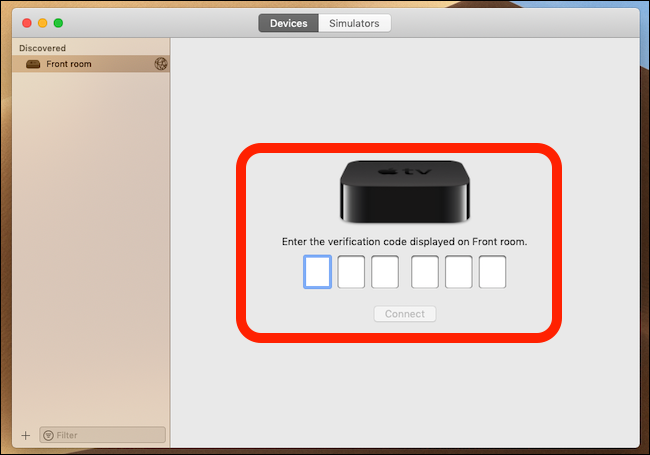 Devices
Simulators
Discovered
Front room
tv
Enter the verification code displayed on Front room.
Connect
+
Filter